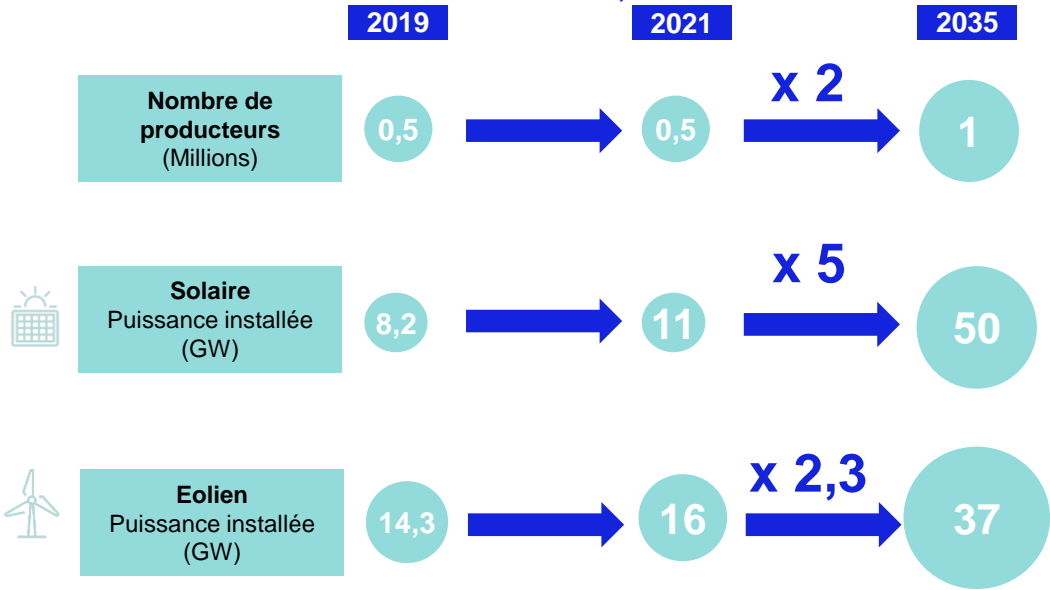 2019
2021
2035
Nombre de
producteurs
(Millions)
0,5
0,5
x 2
1
Solaire
Puissance installée
(GW)
8,2
11
x 5
50
Eolien
Puissance installée
(GW)
14,3
16
x 2,3
37